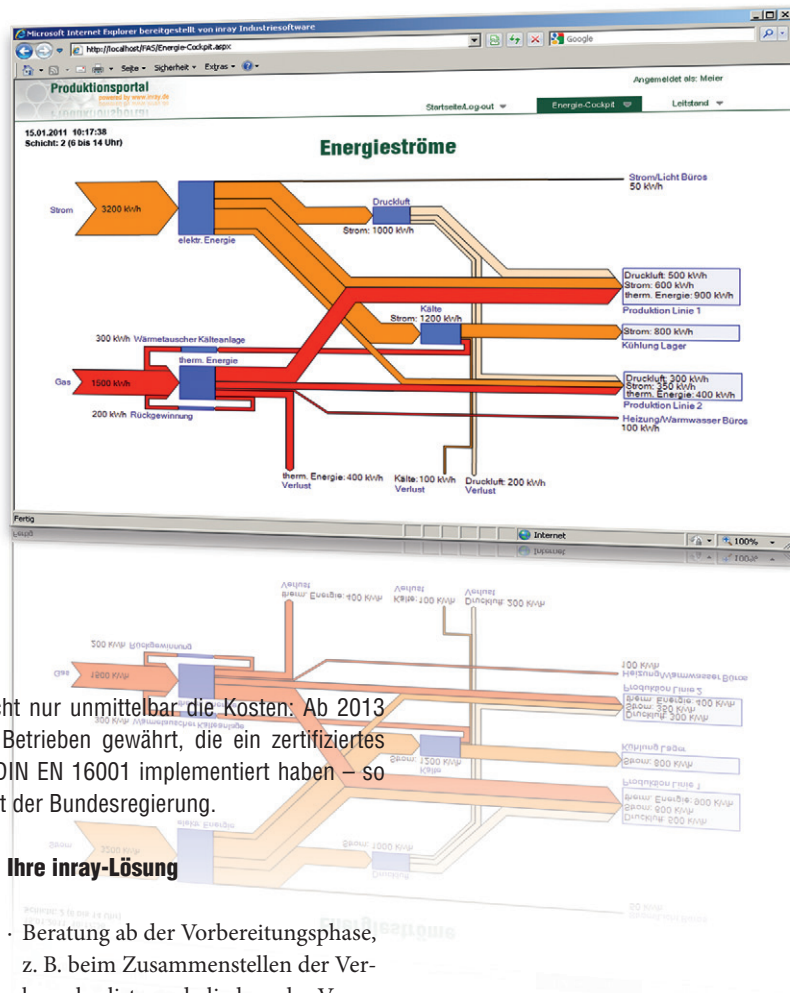 Microsoft Internet Explorer bereitgestellt von inray Industriesoftware
http://localhost/FAS/Energie-Cockpit.aspx
Google
Seite Sicherheit Extras
Produktionsportal
powered by www.inray.de
Angemeldet als: Meier
Startseite/Log-out
Energie-Cockpit
Leitstand
15.01.2011 10:17:38
Schicht: 2 (6 bis 14 Uhr)
Energieströme
Strom
3200 kWh
elektr. Energie
Druckluft
Strom: 1000 kWh
Strom/Licht Büros
50 kWh
Druckluft: 500 kWh
Strom: 600 kWh
therm. Energie: 900 kWh
Produktion Linie 1
Kälte
Strom: 1200 kWh
Strom: 800 kWh
Kühlung Lager
300 kWh Wärmetauscher Kälteanlage
therm. Energie
Gas
1500 kWh
200 kWh Rückgewinnung
Druckluft: 300 kWh
Strom: 350 kWh
therm. Energie: 400 kWh
Produktion Linie 2
Heizung/Warmwasser Büros
100 kWh
therm. Energie: 400 kWh
Verlust
Kälte: 100 kWh
Verlust
Druckluft: 200 kWh
Verlust
Fertig
Internet
100%
cht nur unmittelbar die Kosten: Ab 2013
Betrieben gewährt, die ein zertifiziertes
DIN EN 16001 implementiert haben – so
t der Bundesregierung.
Ihre inray-Lösung
· Beratung ab der Vorbereitungsphase,
z. B. beim Zusammenstellen der Ver-